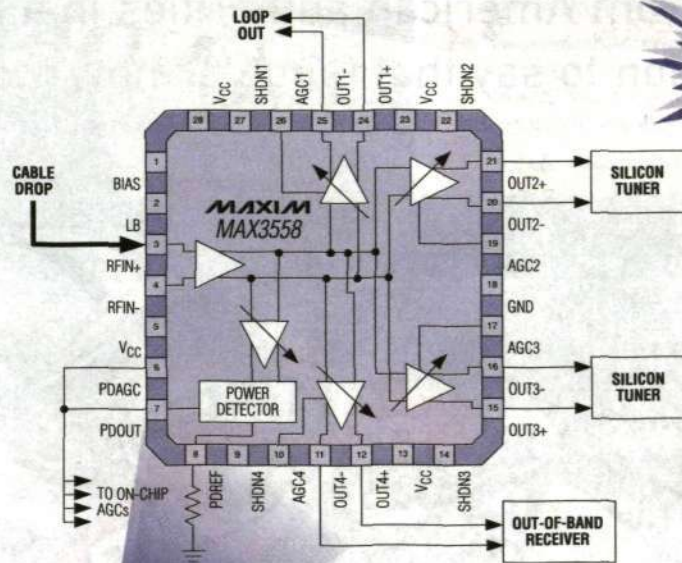 LOOP
OUT
VCC
SHDN1
AGC1
OUT1-
OUT1+
VCC
SHDN2
28
27
26
25
24
23
22
CABLE
DROP
1
BIAS
2
LB
3
RFIN+
4
RFIN-
5
VCC
6
PDAGC
7
PDOUT
MAXIM
MAX3558
POWER
DETECTOR
21
OUT2+
20
OUT2-
19
AGC2
18
GND
17
AGC3
16
OUT3-
15
OUT3+
SILICON
TUNER
SILICON
TUNER
8
9
10
11
12
13
14
PDREF
SHDN4
AGC4
OUT4-
OUT4+
VCC
SHDN3
TO ON-CHIP
AGCs
OUT-OF-BAND
RECEIVER